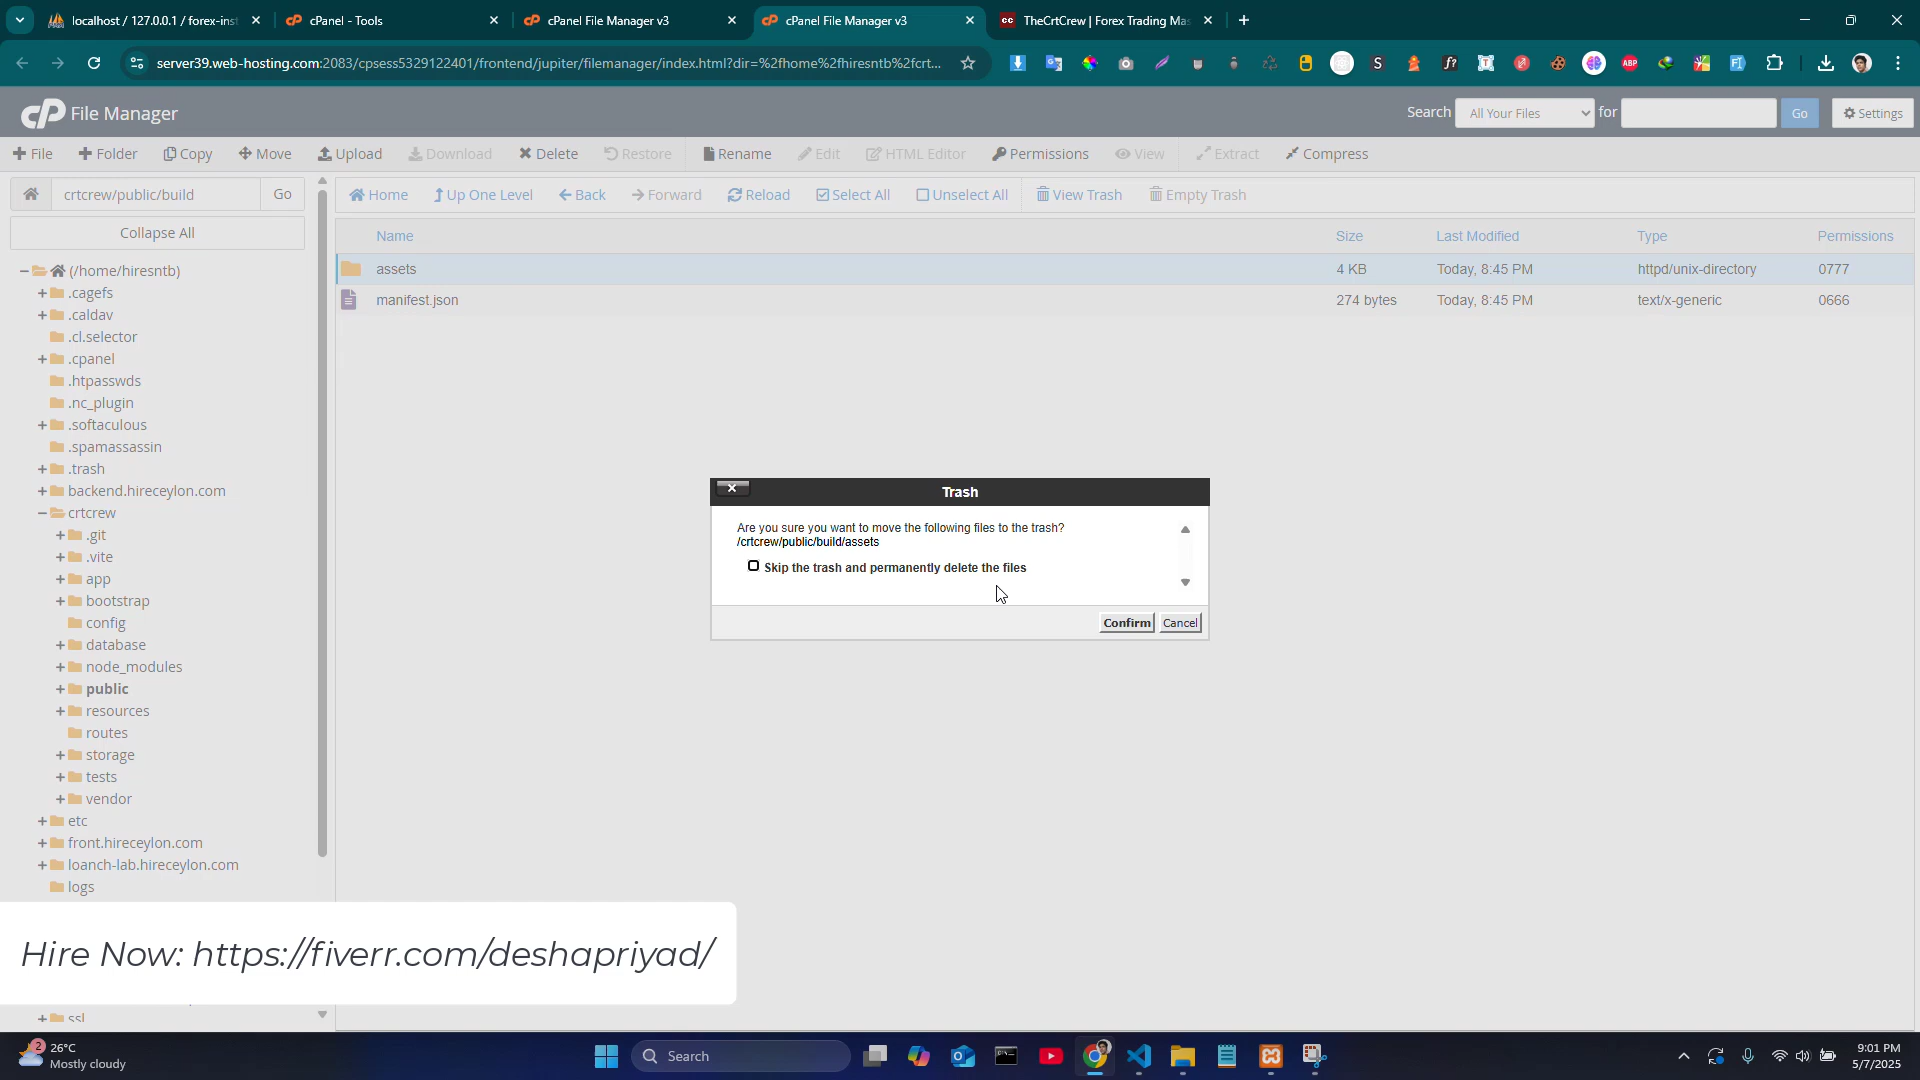 localhost / 127.0.0.1 / forex-inst
cPanel - Tools
cPanel File Manager v3
cPanel File Manager v3
TheCrtCrew | Forex Trading Mas
server39.web-hosting.com:2083/cpsess5329122401/frontend/jupiter/filemanager/index.html?dir=%2fhome%2fhiresntb%2fcrt...
cP File Manager
Search All Your Files for Go Settings
File Folder Copy Move Upload Download Delete Restore Rename Edit HTML Editor Permissions View Extract Compress
crtcrew/public/build Go
Home Up One Level Back Forward Reload Select All Unselect All View Trash Empty Trash
Collapse All
Name Size Last Modified Type Permissions
assets 4 KB Today, 8:45 PM httpd/unix-directory 0777
manifest.json 274 bytes Today, 8:45 PM text/x-generic 0666
(/home/hiresntb)
.cagefs
.caldav
.cl.selector
.cpanel
.htpasswds
.nc_plugin
.softaculous
.spamassassin
.trash
backend.hireceylon.com
crtcrew
.git
.vite
app
bootstrap
config
database
node_modules
public
resources
routes
storage
tests
vendor
etc
front.hireceylon.com
loanch-lab.hireceylon.com
logs
ssl
Trash
Are you sure you want to move the following files to the trash?
/crtcrew/public/build/assets
Skip the trash and permanently delete the files
Confirm Cancel
Hire Now: https://fiverr.com/deshapriyad/
2
26°C
Mostly cloudy
Search
9:01 PM
5/7/2025